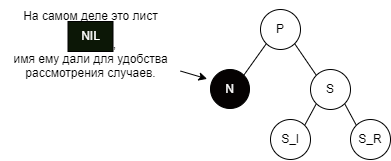 На самом деле это лист
NIL,
имя ему дали для удобства
рассмотрения случаев.
P
N
S
S_l
S_R